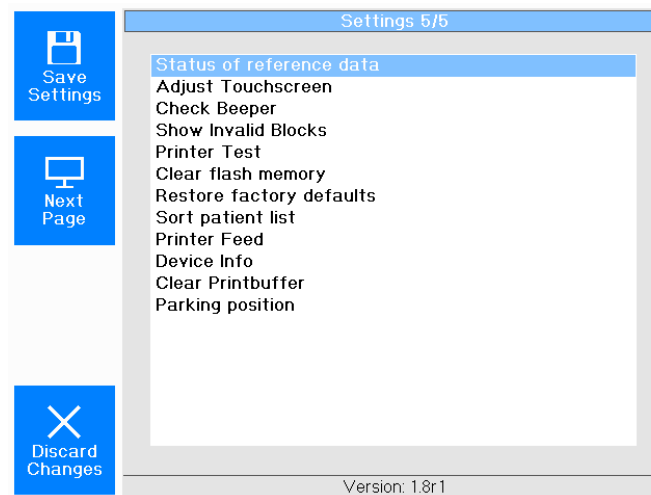 Settings 5/5
Save
Settings
Next
Page
Discard
Changes
Status of reference data
Adjust Touchscreen
Check Beeper
Show Invalid Blocks
Printer Test
Clear flash memory
Restore factory defaults
Sort patient list
Printer Feed
Device Info
Clear Printbuffer
Parking position
Version: 1.8r1